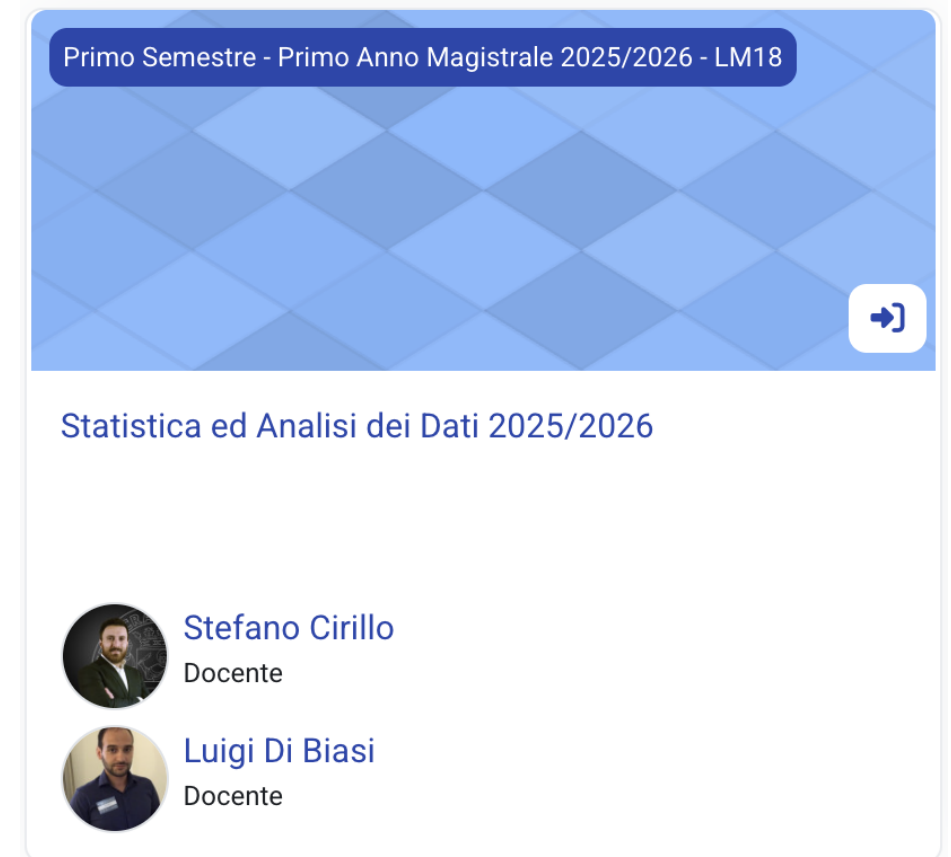 Primo Semestre - Primo Anno Magistrale 2025/2026 - LM18
Statistica ed Analisi dei Dati 2025/2026
Stefano Cirillo
Docente
Luigi Di Biasi
Docente